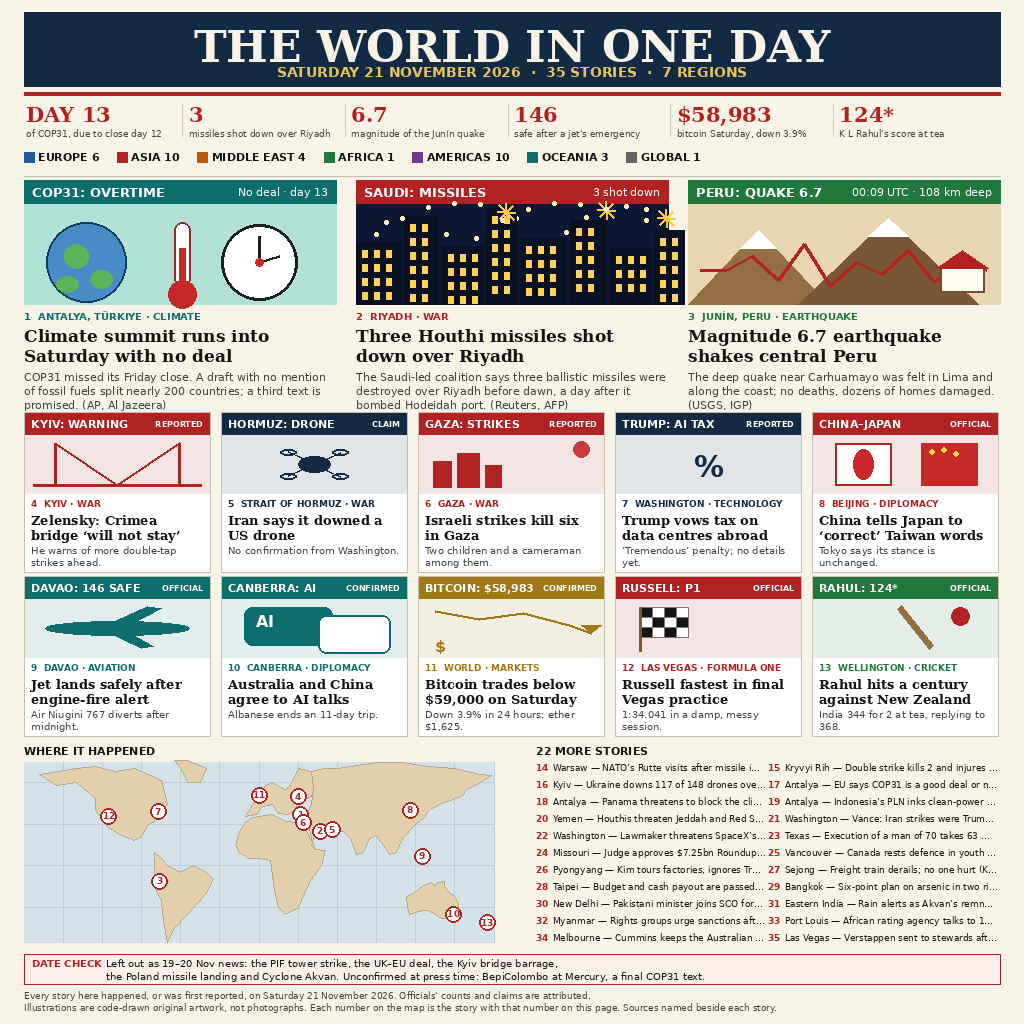 THE WORLD IN ONE DAY
SATURDAY 21 NOVEMBER 2026 · 35 STORIES · 7 REGIONS
DAY 13
of COP31, due to close day 12
3
missiles shot down over Riyadh
6.7
magnitude of the Junín quake
146
safe after a jet's emergency
$58,983
bitcoin Saturday, down 3.9%
124*
K L Rahul's score at tea
EUROPE 6
ASIA 10
MIDDLE EAST 4
AFRICA 1
AMERICAS 10
OCEANIA 3
GLOBAL 1
COP31: OVERTIME No deal · day 13
1 ANTALYA, TÜRKIYE · CLIMATE
Climate summit runs into
Saturday with no deal
COP31 missed its Friday close. A draft with no mention
of fossil fuels split nearly 200 countries; a third text is
promised. (AP, Al Jazeera)
SAUDI: MISSILES 3 shot down
2 RIYADH · WAR
Three Houthi missiles shot
down over Riyadh
The Saudi-led coalition says three ballistic missiles were
destroyed over Riyadh before dawn, a day after it
bombed Hodeidah port. (Reuters, AFP)
PERU: QUAKE 6.7 00:09 UTC · 108 km deep
3 JUNÍN, PERU · EARTHQUAKE
Magnitude 6.7 earthquake
shakes central Peru
The deep quake near Carhuamayo was felt in Lima and
along the coast; no deaths, dozens of homes damaged.
(USGS, IGP)
KYIV: WARNING REPORTED
4 KYIV · WAR
Zelensky: Crimea
bridge ‘will not stay’
He warns of more double-tap
strikes ahead.
HORMUZ: DRONE CLAIM
5 STRAIT OF HORMUZ · WAR
Iran says it downed a
US drone
No confirmation from Washington.
GAZA: STRIKES REPORTED
6 GAZA · WAR
Israeli strikes kill six
in Gaza
Two children and a cameraman
among them.
TRUMP: AI TAX REPORTED
%
7 WASHINGTON · TECHNOLOGY
Trump vows tax on
data centres abroad
‘Tremendous’ penalty; no details
yet.
CHINA–JAPAN OFFICIAL
8 BEIJING · DIPLOMACY
China tells Japan to
‘correct’ Taiwan words
Tokyo says its stance is
unchanged.
DAVAO: 146 SAFE OFFICIAL
9 DAVAO · AVIATION
Jet lands safely after
engine-fire alert
Air Niugini 767 diverts after
midnight.
CANBERRA: AI CONFIRMED
AI
10 CANBERRA · DIPLOMACY
Australia and China
agree to AI talks
Albanese ends an 11-day trip.
BITCOIN: $58,983 CONFIRMED
$
11 WORLD · MARKETS
Bitcoin trades below
$59,000 on Saturday
Down 3.9% in 24 hours; ether
$1,625.
RUSSELL: P1 OFFICIAL
12 LAS VEGAS · FORMULA ONE
Russell fastest in final
Vegas practice
1:34.041 in a damp, messy
session.
RAHUL: 124* OFFICIAL
13 WELLINGTON · CRICKET
Rahul hits a century
against New Zealand
India 344 for 2 at tea, replying to
368.
WHERE IT HAPPENED
11
4
12
7
6
2
5
8
9
3
10
13
22 MORE STORIES
14 Warsaw — NATO’s Rutte visits after missile i...
15 Kryvyi Rih — Double strike kills 2 and injures ...
16 Kyiv — Ukraine downs 117 of 148 drones ove...
17 Antalya — EU says COP31 is a good deal or n...
18 Antalya — Panama threatens to block the cli...
19 Antalya — Indonesia’s PLN inks clean-power ...
20 Yemen — Houthis threaten Jeddah and Red S...
21 Washington — Vance: Iran strikes were Trum...
22 Washington — Lawmaker threatens SpaceX’s...
23 Texas — Execution of a man of 70 takes 63 ...
24 Missouri — Judge approves $7.25bn Roundup...
25 Vancouver — Canada rests defence in youth ...
26 Pyongyang — Kim tours factories, ignores Tr...
27 Sejong — Freight train derails; no one hurt (K...
28 Taipei — Budget and cash payout are passed...
29 Bangkok — Six-point plan on arsenic in two ri...
30 New Delhi — Pakistani minister joins SCO for...
31 Eastern India — Rain alerts as Akvan’s remn...
32 Myanmar — Rights groups urge sanctions aft...
33 Port Louis — African rating agency talks to 1...
34 Melbourne — Cummins keeps the Australian ...
35 Las Vegas — Verstappen sent to stewards aft...
DATE CHECK Left out as 19–20 Nov news: the PIF tower strike, the UK–EU deal, the Kyiv bridge barrage,
the Poland missile landing and Cyclone Akvan. Unconfirmed at press time: BepiColombo at Mercury, a final COP31 text.
Every story here happened, or was first reported, on Saturday 21 November 2026. Officials’ counts and claims are attributed.
Illustrations are code-drawn original artwork, not photographs. Each number on the map is the story with that number on this page. Sources named beside each story.